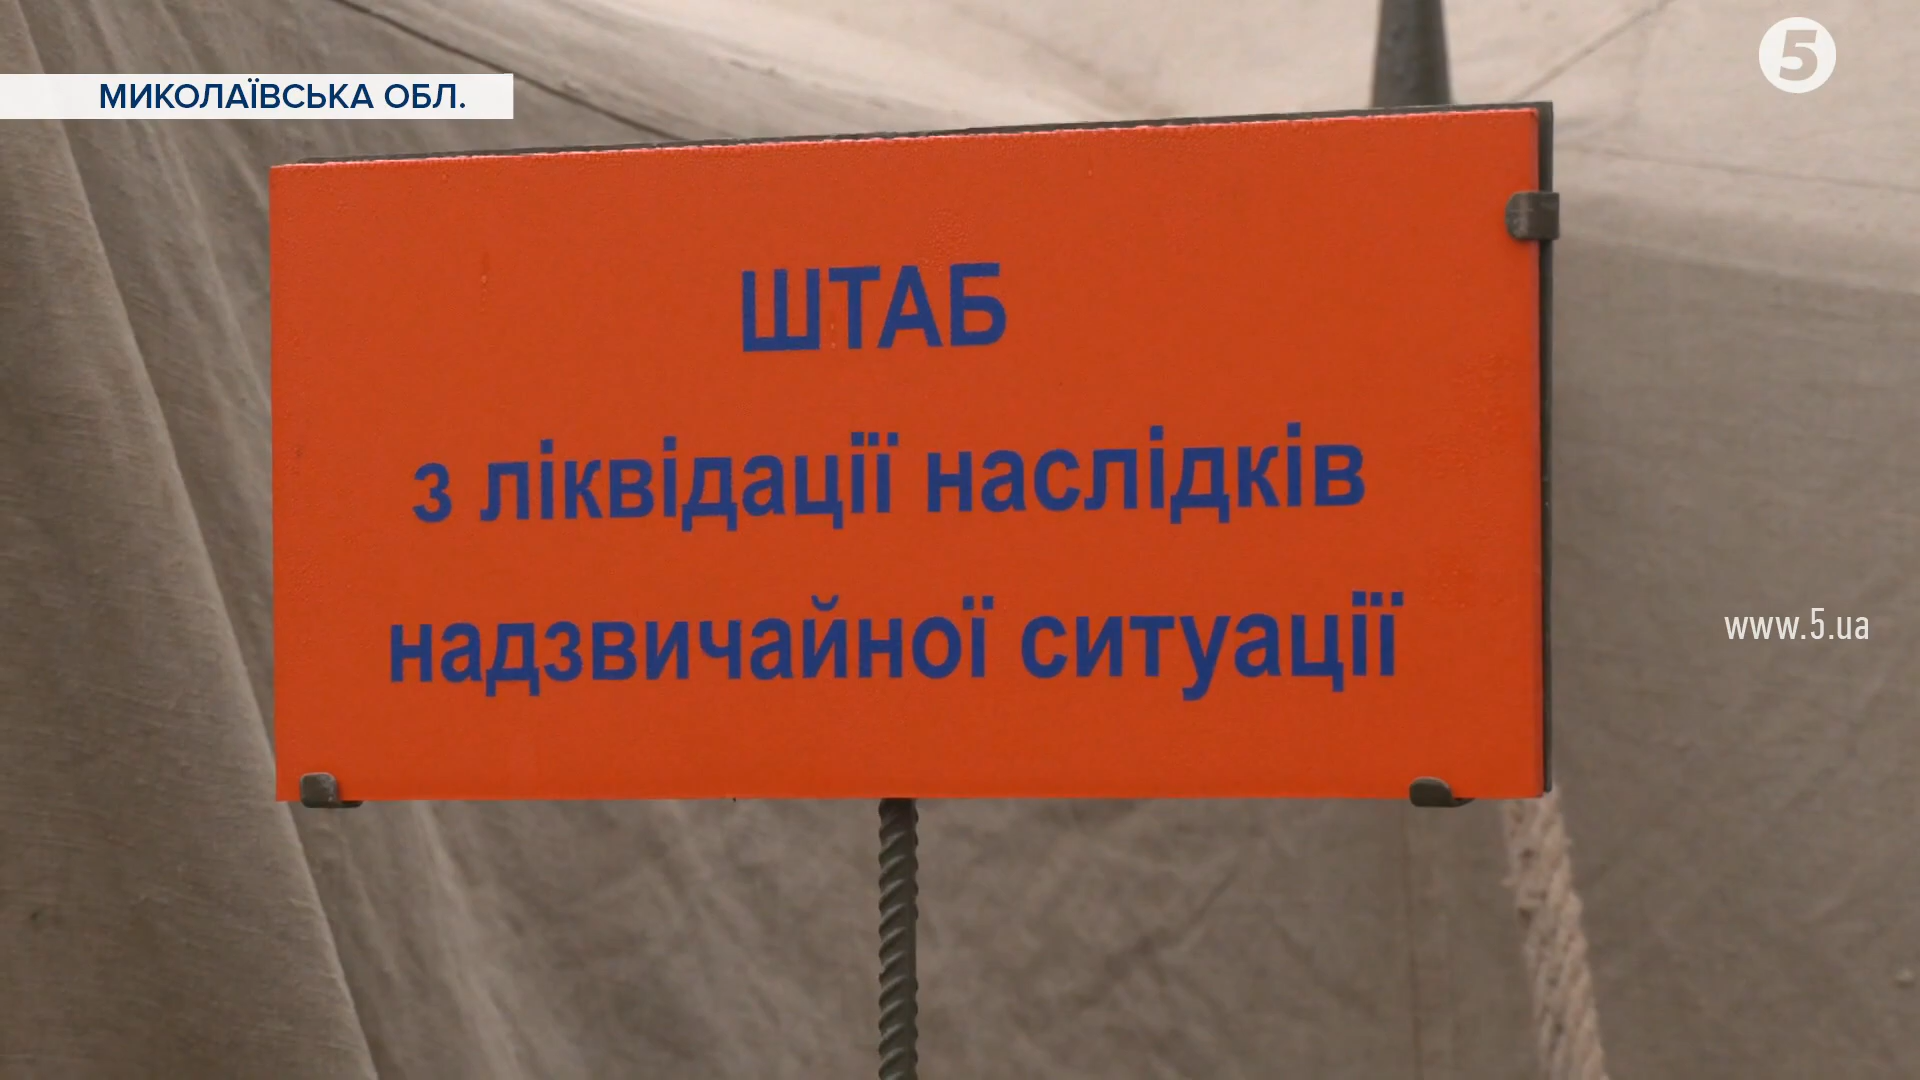 5
МИКОЛАЇВСЬКА ОБЛ.
ШТАБ
з ліквідації наслідків
надзвичайної ситуації
www.5.ua